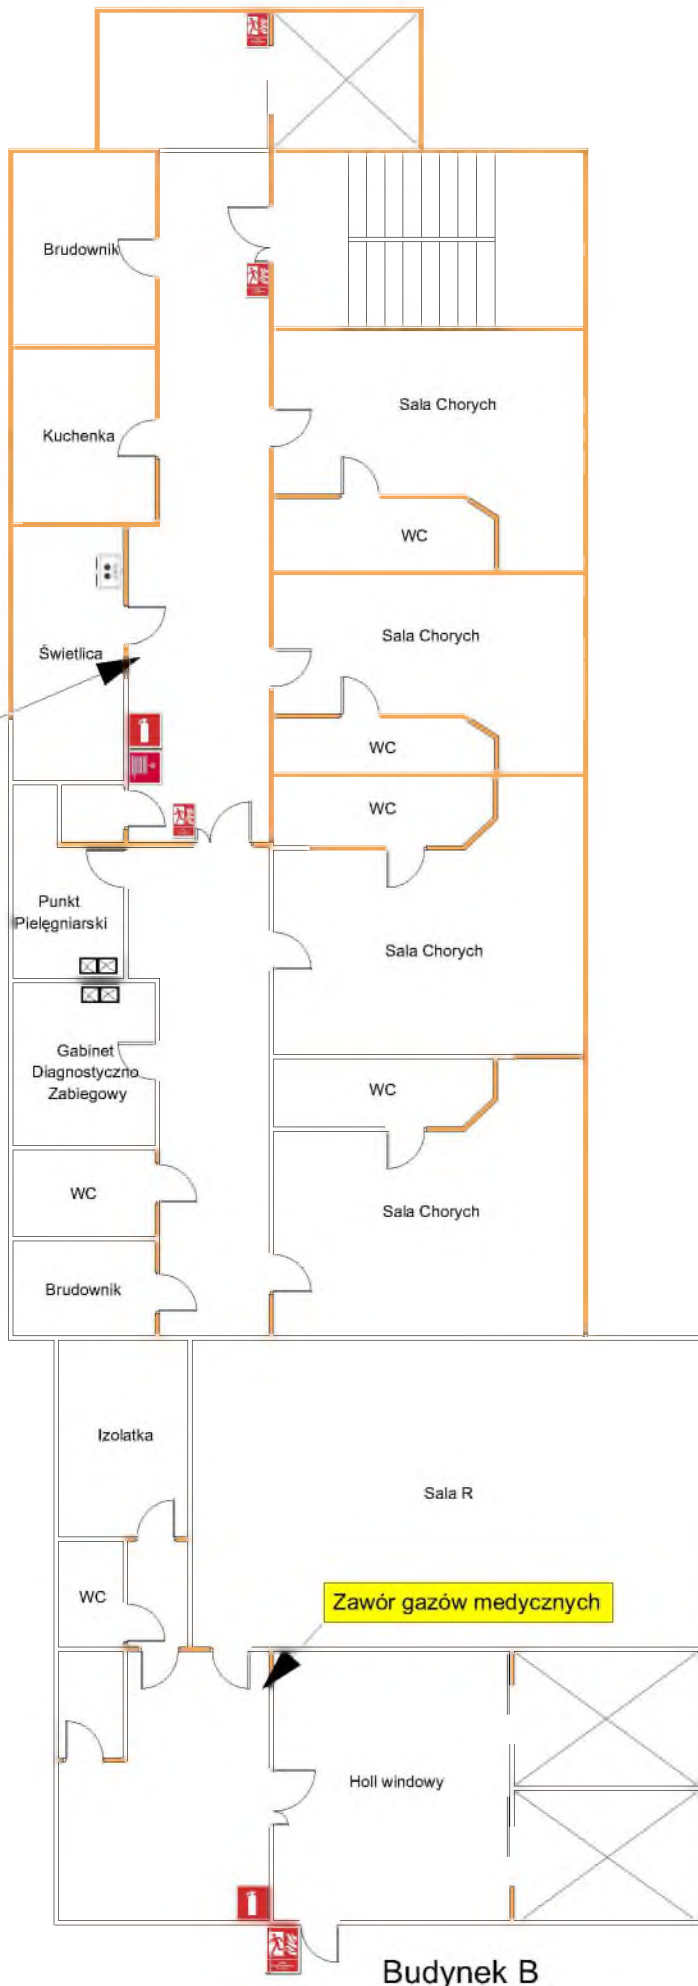 Brudownik
Sala Chorych
Kuchenka
WC
Sala Chorych
Świetlica
WC
WC
Punkt
Pielęgniarski
Sala Chorych
Gabinet
Diagnostyczno
Zabiegowy
WC
WC
Sala Chorych
Brudownik
Izolatka
Sala R
WC
Zawór gazów medycznych
Holl windowy
Budynek B